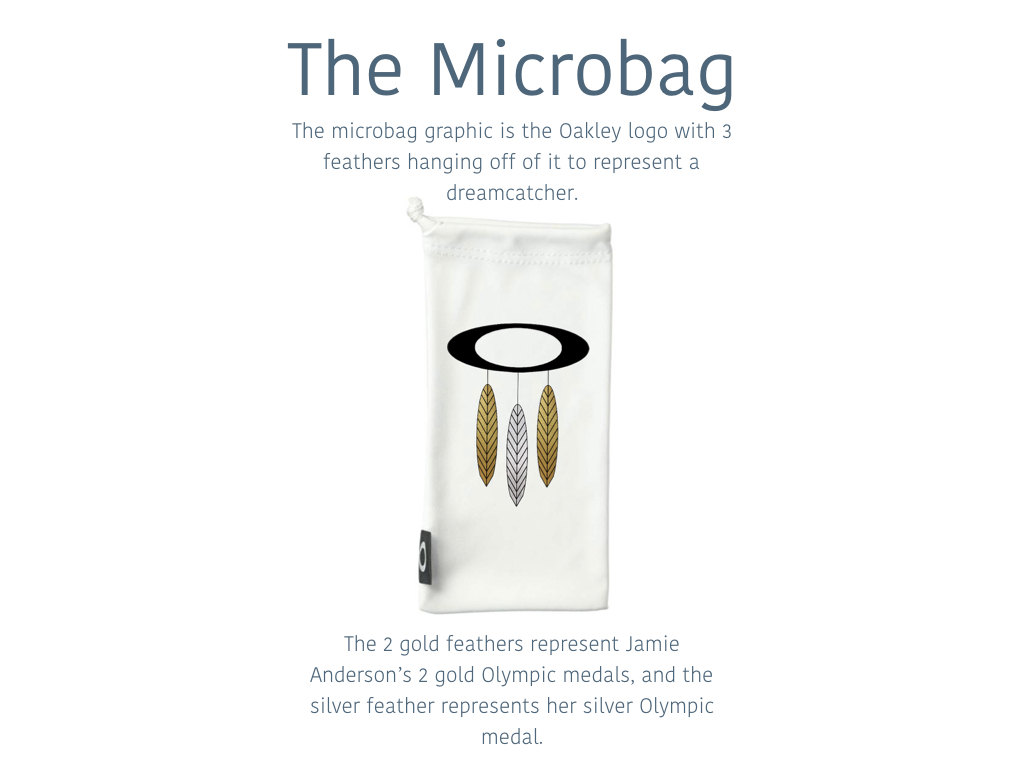 The Microbag
The microbag graphic is the Oakley logo with 3
feathers hanging off of it to represent a
dreamcatcher.
The 2 gold feathers represent Jamie
Anderson’s 2 gold Olympic medals, and the
silver feather represents her silver Olympic
medal.